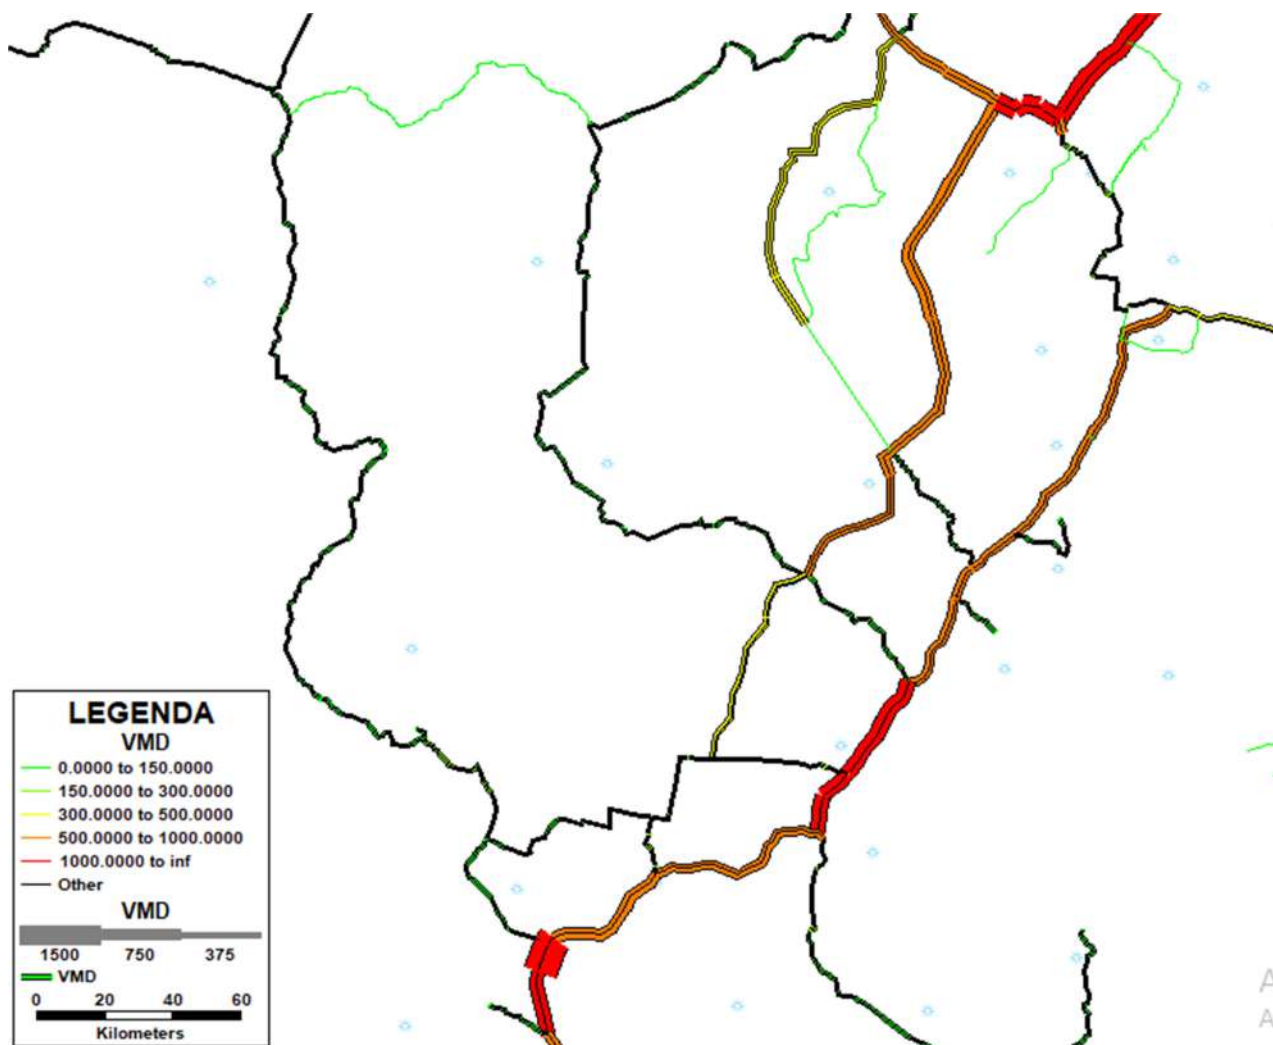 LEGENDA
VMD
0.0000 to 150.0000
150.0000 to 300.0000
300.0000 to 500.0000
500.0000 to 1000.0000
1000.0000 to inf
Other
VMD
1500 750 375
VMD
0 20 40 60
Kilometers
A
A